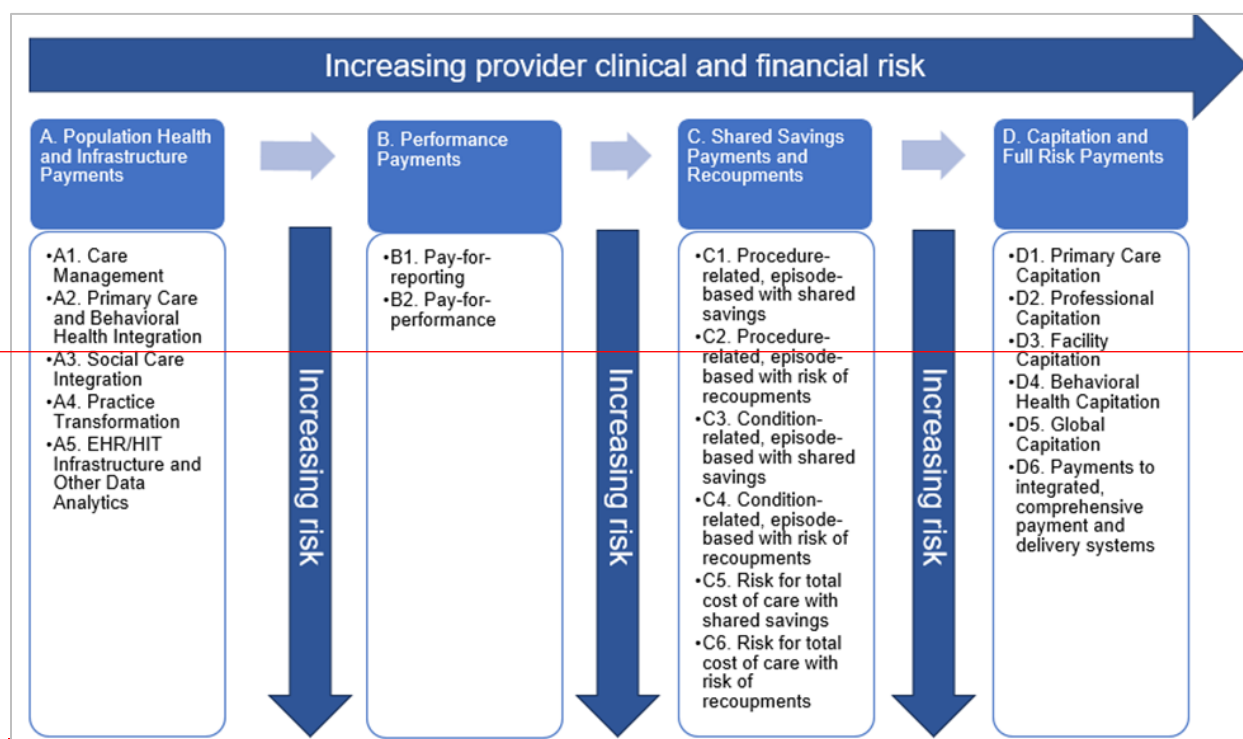 Increasing provider clinical and financial risk
A. Population Health
and Infrastructure
Payments
•A1. Care
Management
•A2. Primary Care
and Behavioral
Health Integration
•A3. Social Care
Integration
•A4. Practice
Transformation
•A5. EHR/HIT
Infrastructure and
Other Data
Analytics
Increasing risk
B. Performance
Payments
•B1. Pay-for-
reporting
•B2. Pay-for-
performance
Increasing risk
C. Shared Savings
Payments and
Recoupments
•C1. Procedure-
related, episode-
based with shared
savings
•C2. Procedure-
related, episode-
based with risk of
recoupments
•C3. Condition-
related, episode-
based with shared
savings
•C4. Condition-
related, episode-
based with risk of
recoupments
•C5. Risk for total
cost of care with
shared savings
•C6. Risk for total
cost of care with
risk of
recoupments
Increasing risk
D. Capitation and
Full Risk Payments
•D1. Primary Care
Capitation
•D2. Professional
Capitation
•D3. Facility
Capitation
•D4. Behavioral
Health Capitation
•D5. Global
Capitation
•D6. Payments to
integrated,
comprehensive
payment and
delivery systems